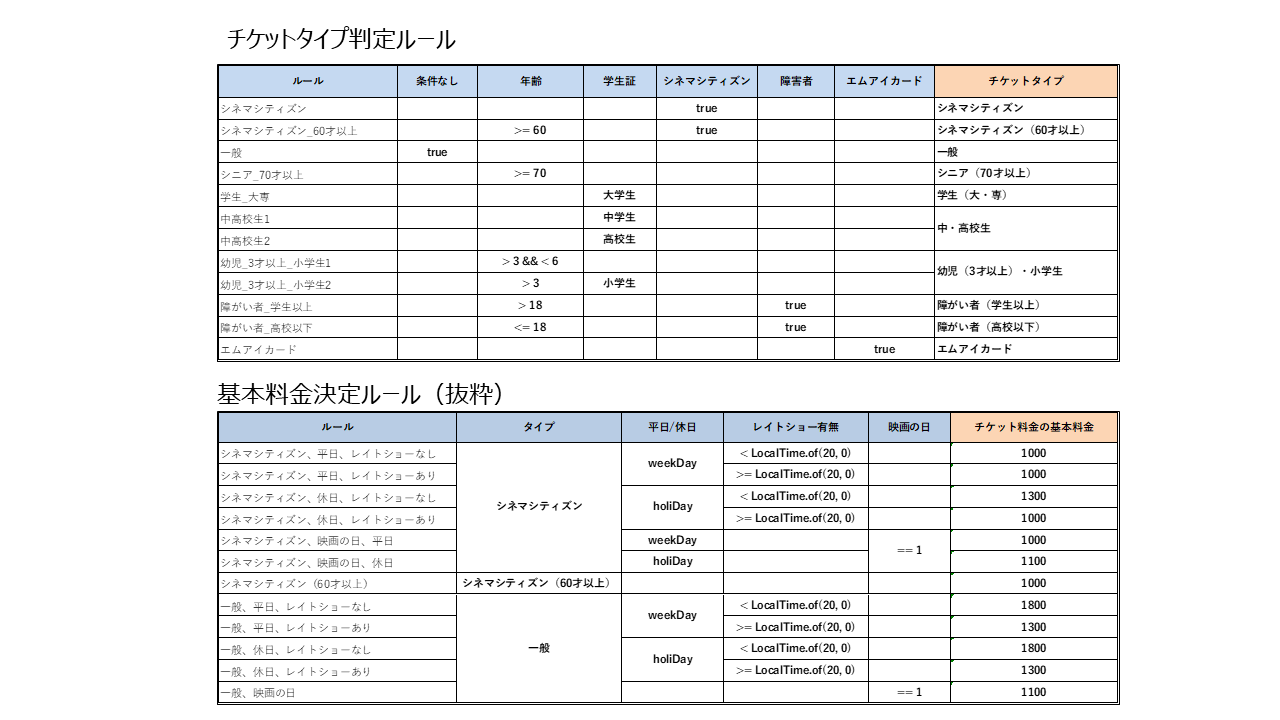 チケットタイプ判定ルール
ルール 条件なし 年齢 学生証 シネマシティズン 障害者 エムアイカード チケットタイプ
シネマシティズン true シネマシティズン
シネマシティズン_60才以上 >= 60 true シネマシティズン（60才以上）
一般 true 一般
シニア_70才以上 >= 70 シニア（70才以上）
学生_大専 大学生 学生（大・専）
中高校生1 中学生 中・高校生
中高校生2 高校生
幼児_3才以上_小学生1 > 3 && < 6 幼児（3才以上）・小学生
幼児_3才以上_小学生2 > 3 小学生
障がい者_学生以上 > 18 true 障がい者（学生以上）
障がい者_高校以下 <= 18 true 障がい者（高校以下）
エムアイカード true エムアイカード
基本料金決定ルール（抜粋）
ルール タイプ 平日/休日 レイトショー有無 映画の日 チケット料金の基本料金
シネマシティズン、平日、レイトショーなし シネマシティズン weekDay < LocalTime.of(20, 0) 1000
シネマシティズン、平日、レイトショーあり >= LocalTime.of(20, 0) 1000
シネマシティズン、休日、レイトショーなし holiDay < LocalTime.of(20, 0) 1300
シネマシティズン、休日、レイトショーあり >= LocalTime.of(20, 0) 1000
シネマシティズン、映画の日、平日 weekDay == 1 1000
シネマシティズン、映画の日、休日 holiDay 1100
シネマシティズン（60才以上） シネマシティズン（60才以上） 1000
一般、平日、レイトショーなし 一般 weekDay < LocalTime.of(20, 0) 1800
一般、平日、レイトショーあり >= LocalTime.of(20, 0) 1300
一般、休日、レイトショーなし holiDay < LocalTime.of(20, 0) 1800
一般、休日、レイトショーあり >= LocalTime.of(20, 0) 1300
一般、映画の日 == 1 1100